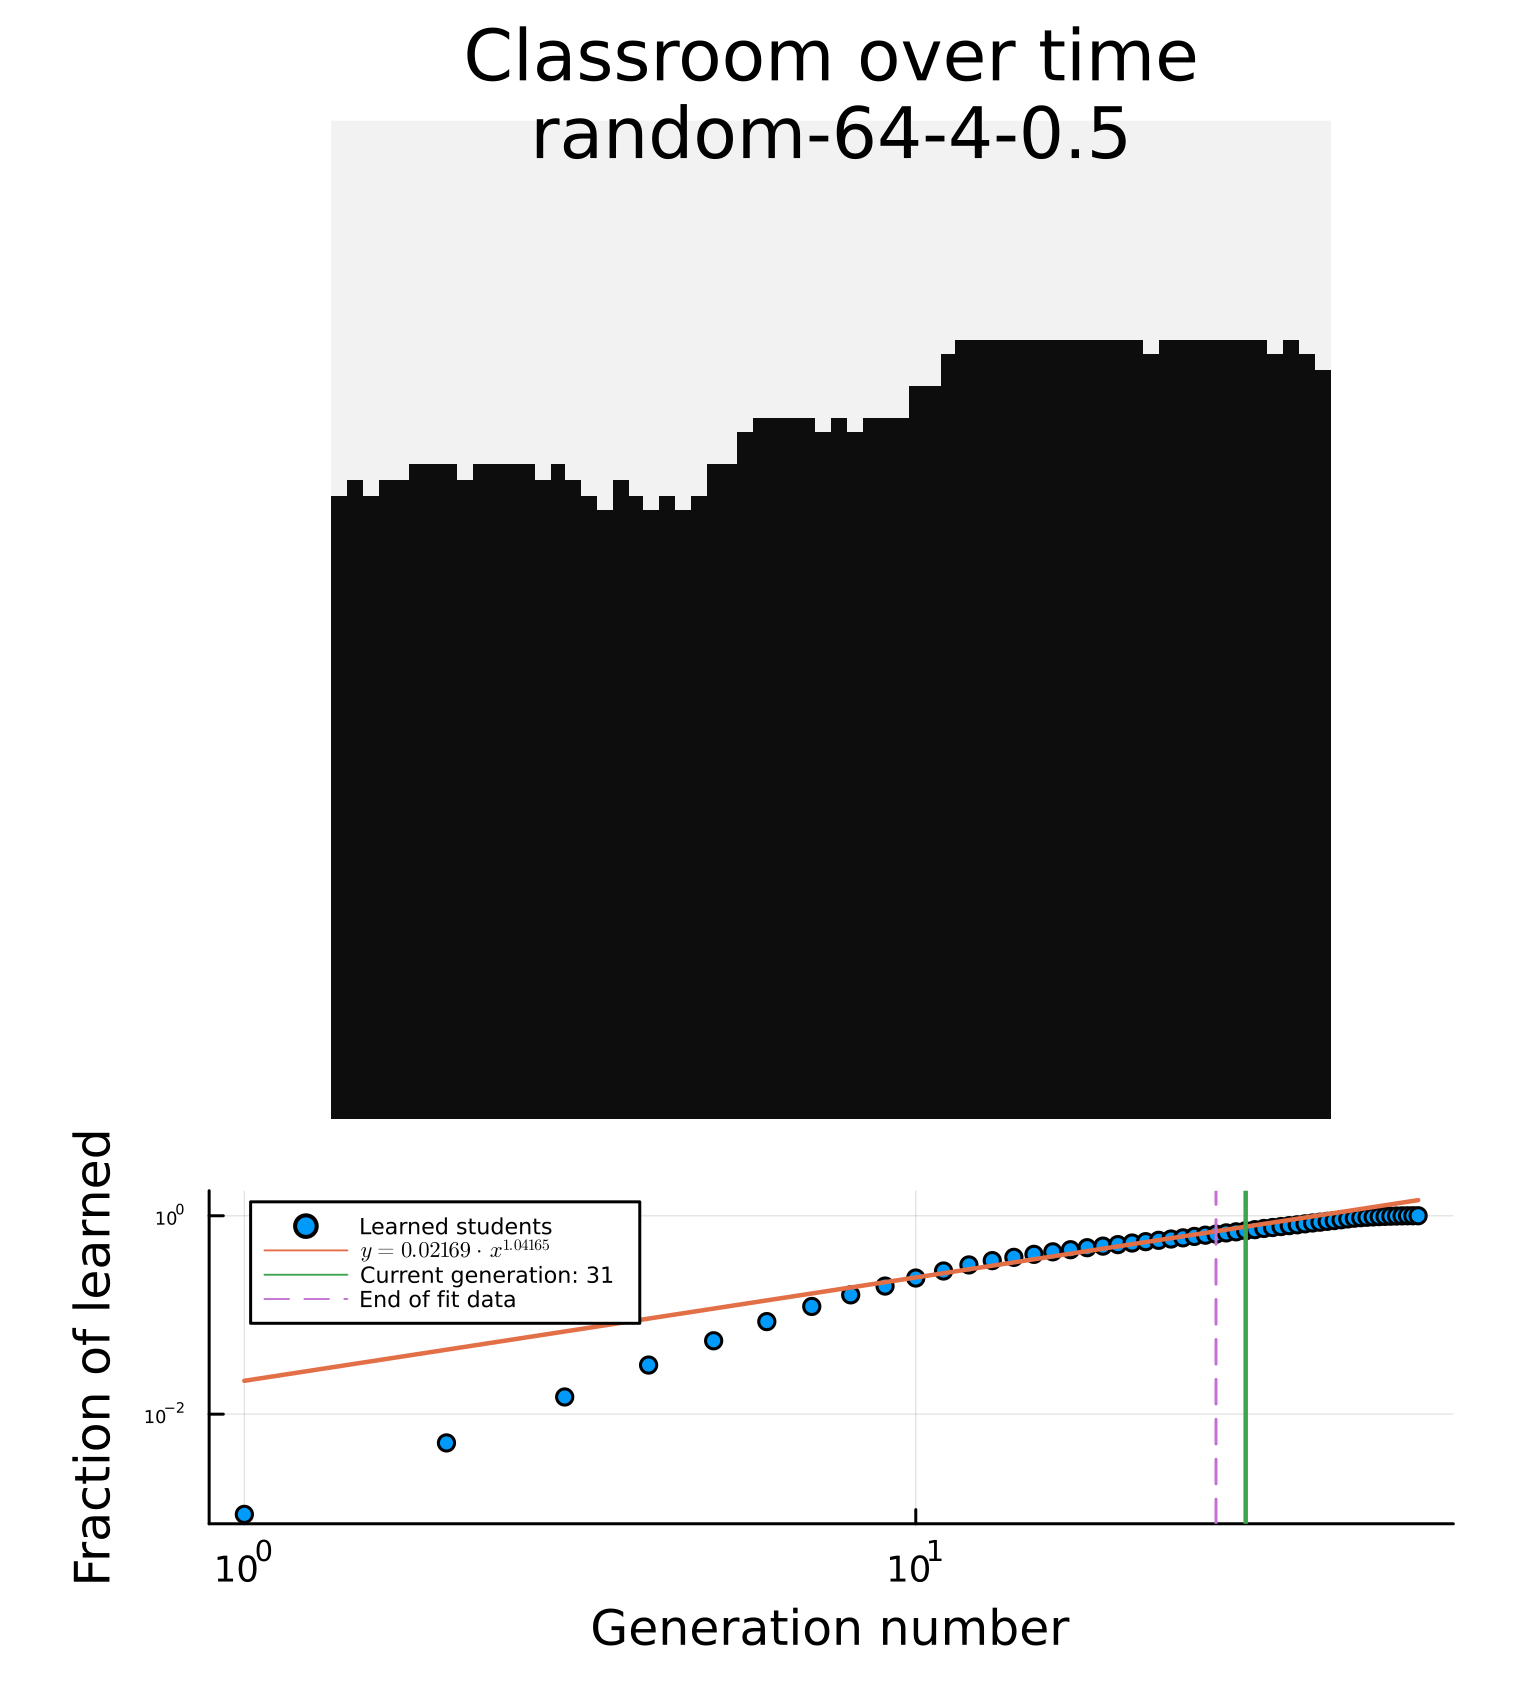 Classroom over time
random-64-4-0.5
Fraction of learned
10^0
10^-2
Learned students
y = 0.02169 · x^1.04165
Current generation: 31
End of fit data
10^0
10^1
Generation number